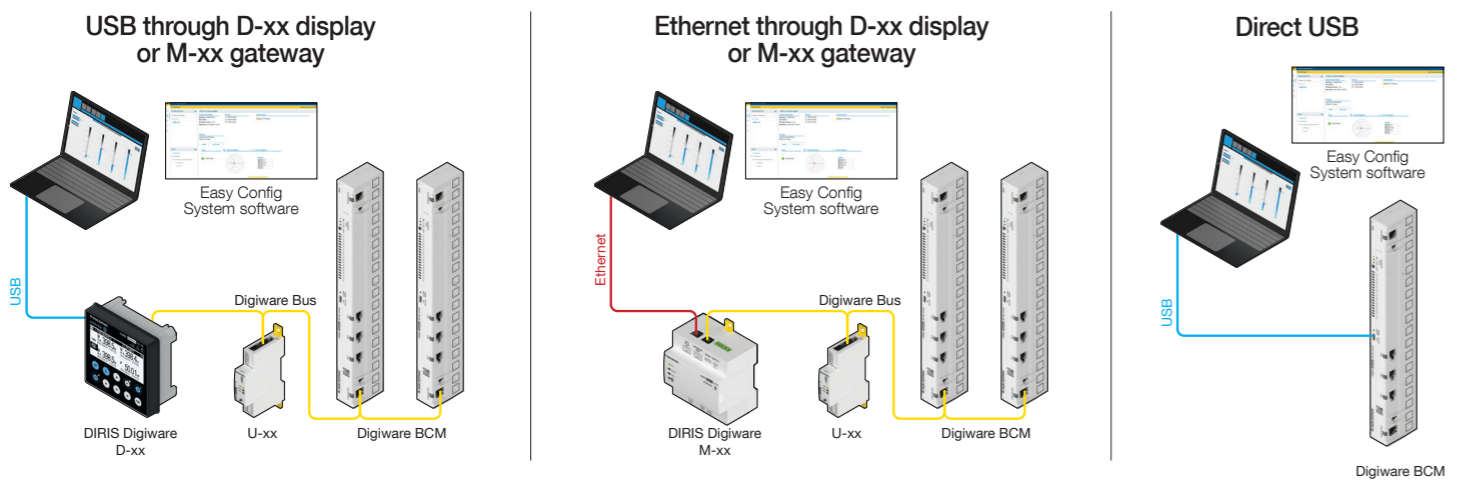 USB through D-xx display
or M-xx gateway
Easy Config
System software
USB
Digiware Bus
DIRIS Digiware
D-xx
U-xx
Digiware BCM
Ethernet through D-xx display
or M-xx gateway
Easy Config
System software
Ethernet
Digiware Bus
DIRIS Digiware
M-xx
U-xx
Digiware BCM
Direct USB
Easy Config
System software
USB
Digiware BCM